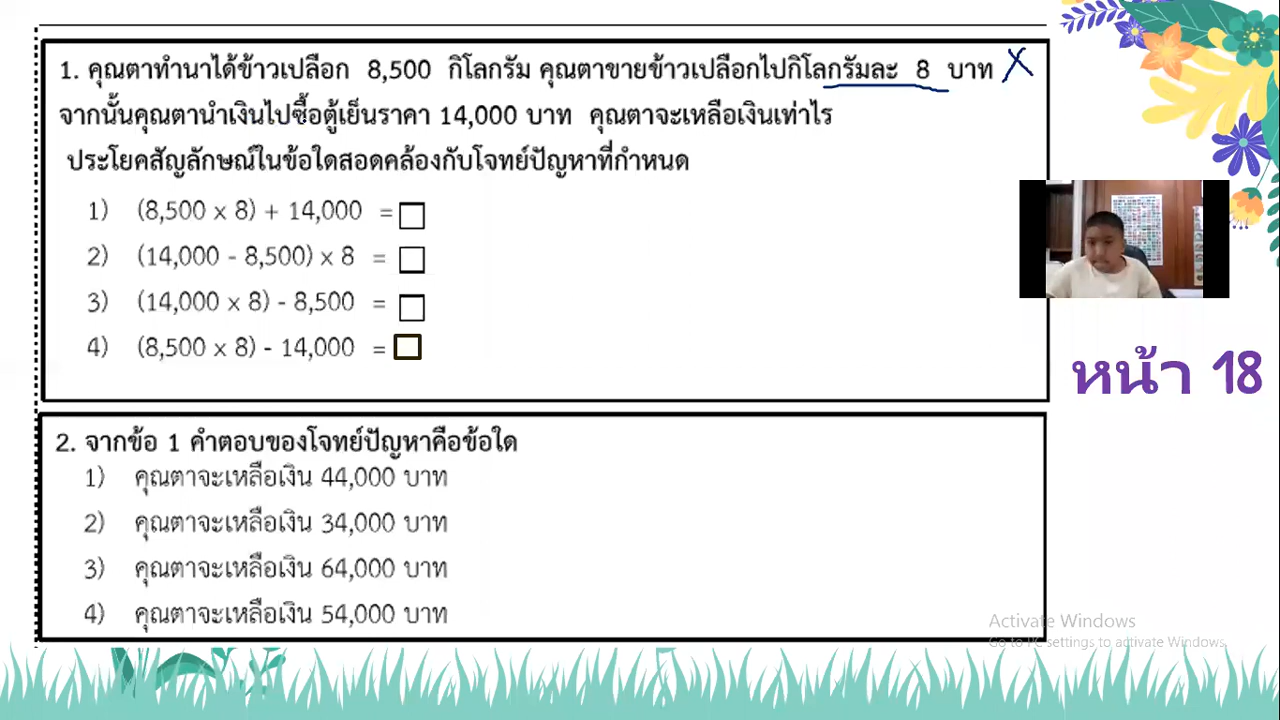 1. คุณตาทำนาได้ข้าวเปลือก 8,500 กิโลกรัม คุณตาขายข้าวเปลือกไปกิโลกรัมละ 8 บาท X
จากนั้นคุณตานำเงินไปซื้อตู้เย็นราคา 14,000 บาท คุณตาจะเหลือเงินเท่าไร
ประโยคสัญลักษณ์ในข้อใดสอดคล้องกับโจทย์ปัญหาที่กำหนด
1) (8,500 x 8) + 14,000 = □
2) (14,000 - 8,500) x 8 = □
3) (14,000 x 8) - 8,500 = □
4) (8,500 x 8) - 14,000 = □
หน้า 18
2. จากข้อ 1 คำตอบของโจทย์ปัญหาคือข้อใด
1) คุณตาจะเหลือเงิน 44,000 บาท
2) คุณตาจะเหลือเงิน 34,000 บาท
3) คุณตาจะเหลือเงิน 64,000 บาท
4) คุณตาจะเหลือเงิน 54,000 บาท
Activate Windows
Go to PC settings to activate Windows.